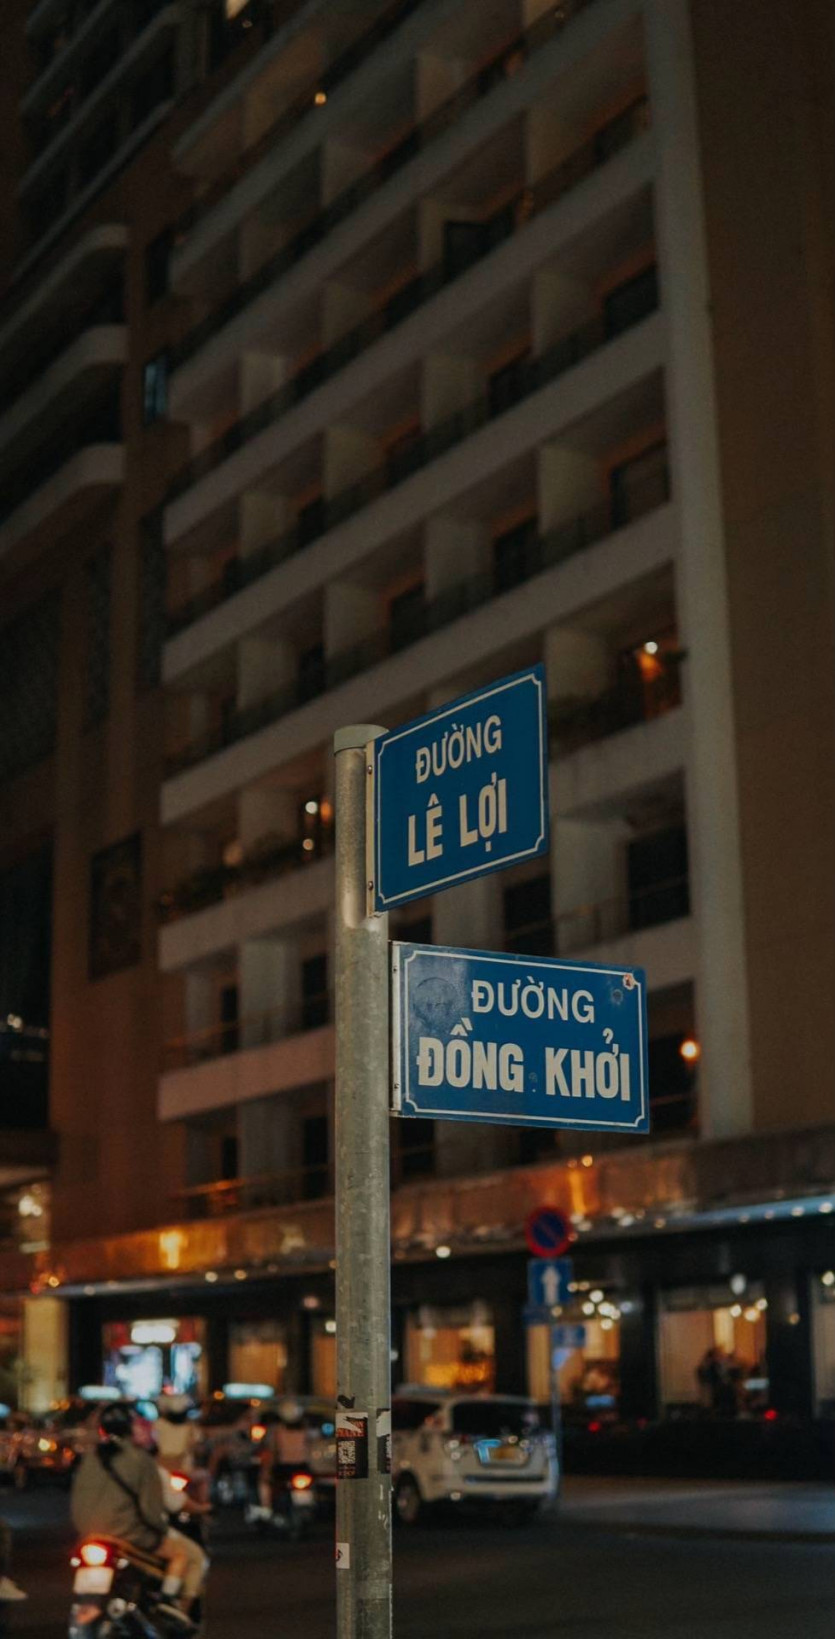 ĐƯỜNG
LÊ LỢI
ĐƯỜNG
ĐỒNG KHỞI